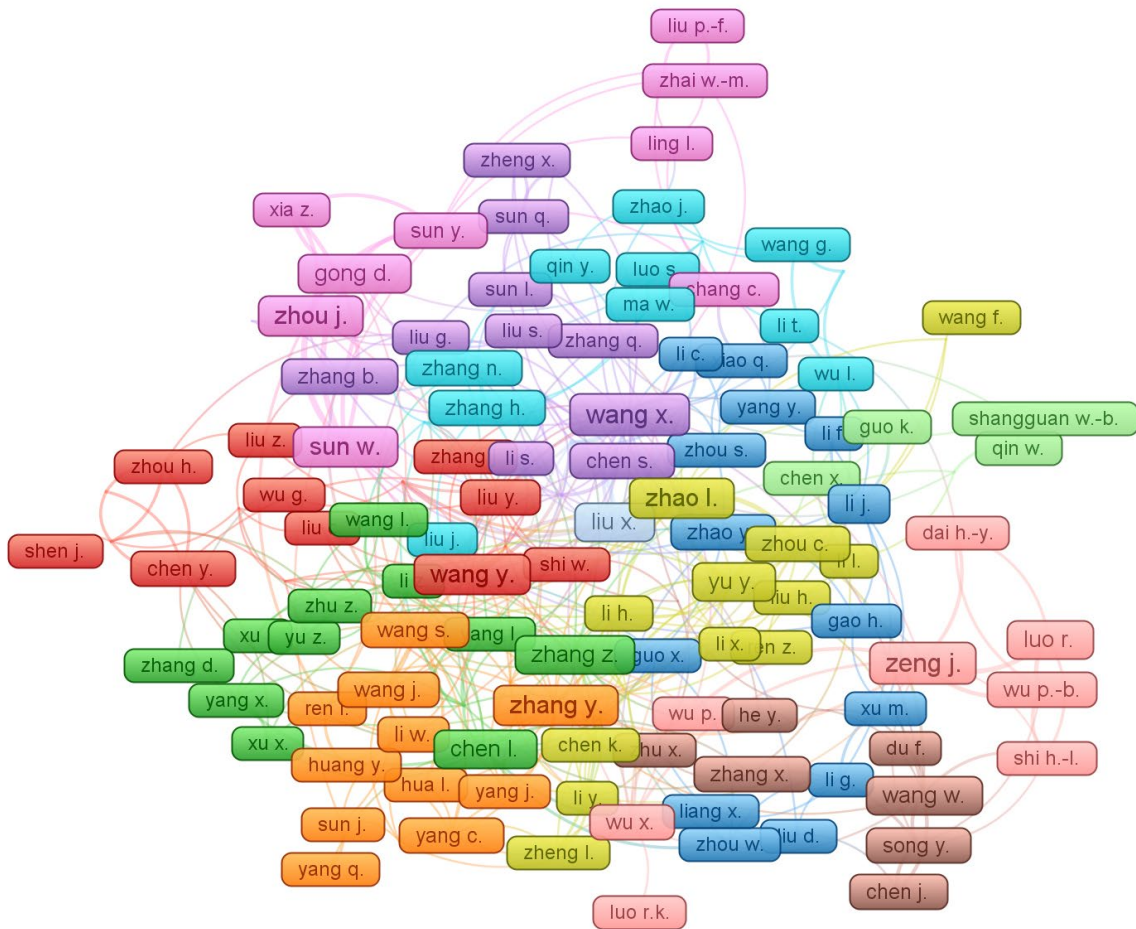 liu p.-f.
zhai w.-m.
ling l.
zheng x.
xia z.
sun y.
sun q.
zhao j.
wang g.
gong d.
sun l.
qin y.
luo s.
shang c.
ma w.
zhou j.
liu g.
liu s.
zhang q.
li t.
wang f.
li c.
zhang b.
zhang n.
wu l.
zhang h.
wang x.
yang y.
li f.
guo k.
shangguan w.-b.
liu z.
sun w.
zhang
li s.
chen s.
zhou s.
qin w.
zhou h.
chen x.
wu g.
liu y.
zhao l.
li j.
liu
wang l.
liu j.
liu x.
zhao y.
zhou c.
dai h.-y.
shen j.
chen y.
li
wang y.
shi w.
yu y.
li l.
liu h.
zhu z.
li h.
gao h.
xu
yu z.
wang s.
zhang z.
guo x.
li x.
luo r.
zhang d.
zeng j.
yang x.
ren l.
wang j.
zhang y.
wu p.
he y.
xu m.
wu p.-b.
xu x.
li w.
chen l.
chen k.
du f.
shi h.-l.
huang y.
hua l.
yang j.
zhang x.
li g.
wang w.
li y.
sun j.
yang c.
wu x.
liang x.
zheng l.
zhou w.
liu d.
song y.
yang q.
chen j.
luo r.k.